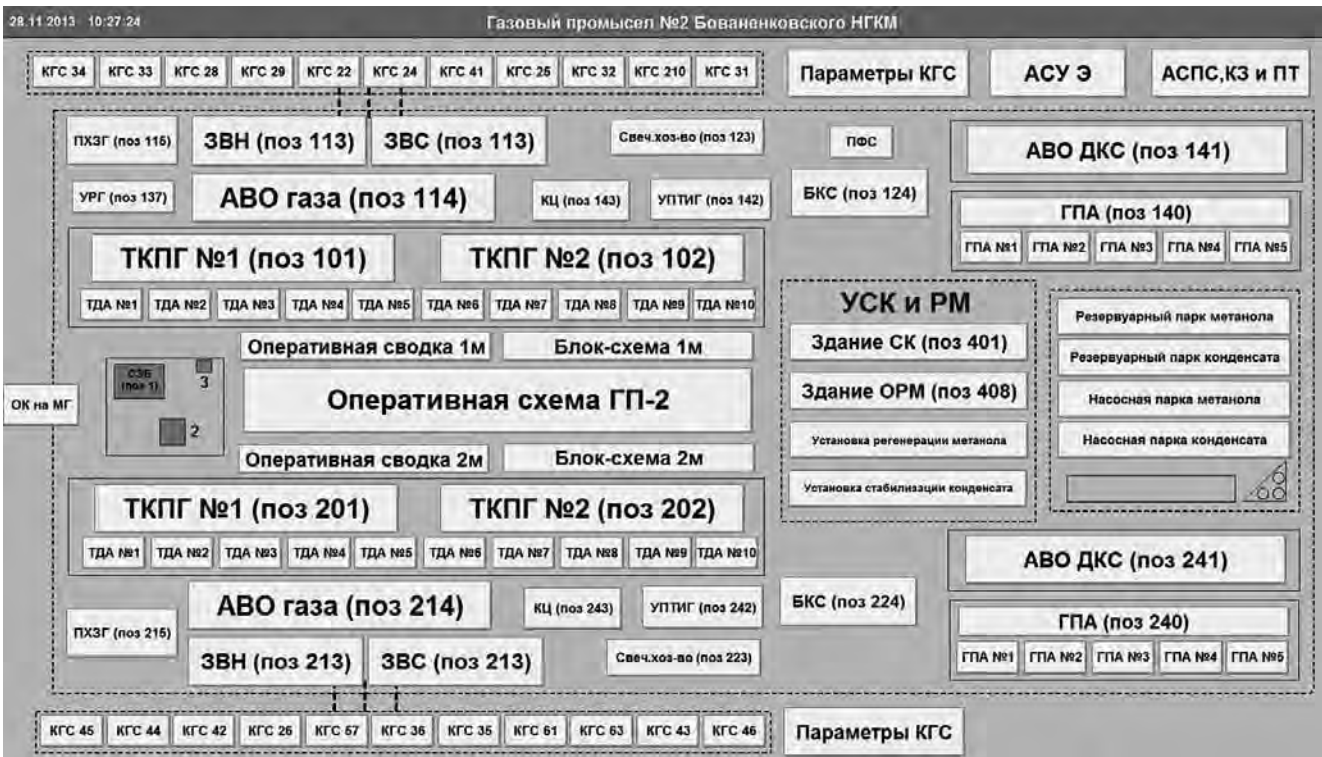 28.11.2013 10:27:24
Газовый промысел №2 Бованенковского НГКМ
КГС 34 КГС 33 КГС 28 КГС 29 КГС 22 КГС 24 КГС 41 КГС 25 КГС 32 КГС 210 КГС 31
Параметры КГС
АСУ Э
АСПС,КЗ и ПТ
ПХЗГ (поз 115)
ЗВН (поз 113)
ЗВС (поз 113)
Свеч.хоз-во (поз 123)
ПФС
АВО ДКС (поз 141)
УРГ (поз 137)
АВО газа (поз 114)
КЦ (поз 143)
УПТИГ (поз 142)
БКС (поз 124)
ГПА (поз 140)
ГПА №1 ГПА №2 ГПА №3 ГПА №4 ГПА №5
ТКПГ №1 (поз 101)
ТКПГ №2 (поз 102)
ТДА №1 ТДА №2 ТДА №3 ТДА №4 ТДА №5 ТДА №6 ТДА №7 ТДА №8 ТДА №9 ТДА №10
УСК и РМ
Здание СК (поз 401)
Здание ОРМ (поз 408)
Установка регенерации метанола
Установка стабилизации конденсата
Резервуарный парк метанола
Резервуарный парк конденсата
Насосная парка метанола
Насосная парка конденсата
Оперативная сводка 1м
Блок-схема 1м
ОК на МГ
СЭБ
(поз 1)
3
2
Оперативная схема ГП-2
Оперативная сводка 2м
Блок-схема 2м
ТКПГ №1 (поз 201)
ТКПГ №2 (поз 202)
ТДА №1 ТДА №2 ТДА №3 ТДА №4 ТДА №5 ТДА №6 ТДА №7 ТДА №8 ТДА №9 ТДА №10
АВО ДКС (поз 241)
АВО газа (поз 214)
КЦ (поз 243)
УПТИГ (поз 242)
БКС (поз 224)
ГПА (поз 240)
ГПА №1 ГПА №2 ГПА №3 ГПА №4 ГПА №5
ПХЗГ (поз 215)
ЗВН (поз 213)
ЗВС (поз 213)
Свеч.хоз-во (поз 223)
КГС 45 КГС 44 КГС 42 КГС 26 КГС 57 КГС 36 КГС 35 КГС 61 КГС 63 КГС 43 КГС 46
Параметры КГС